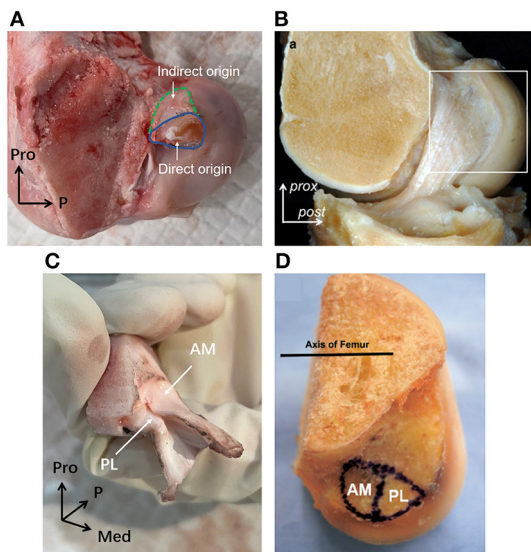 A
Indirect origin
Direct origin
Pro
P
B
a
prox
post
C
AM
PL
Pro
P
Med
D
Axis of Femur
AM
PL